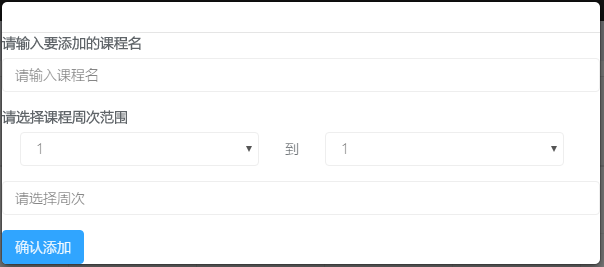 请输入要添加的课程名
请输入课程名
请选择课程周次范围
1 到 1
请选择周次
确认添加